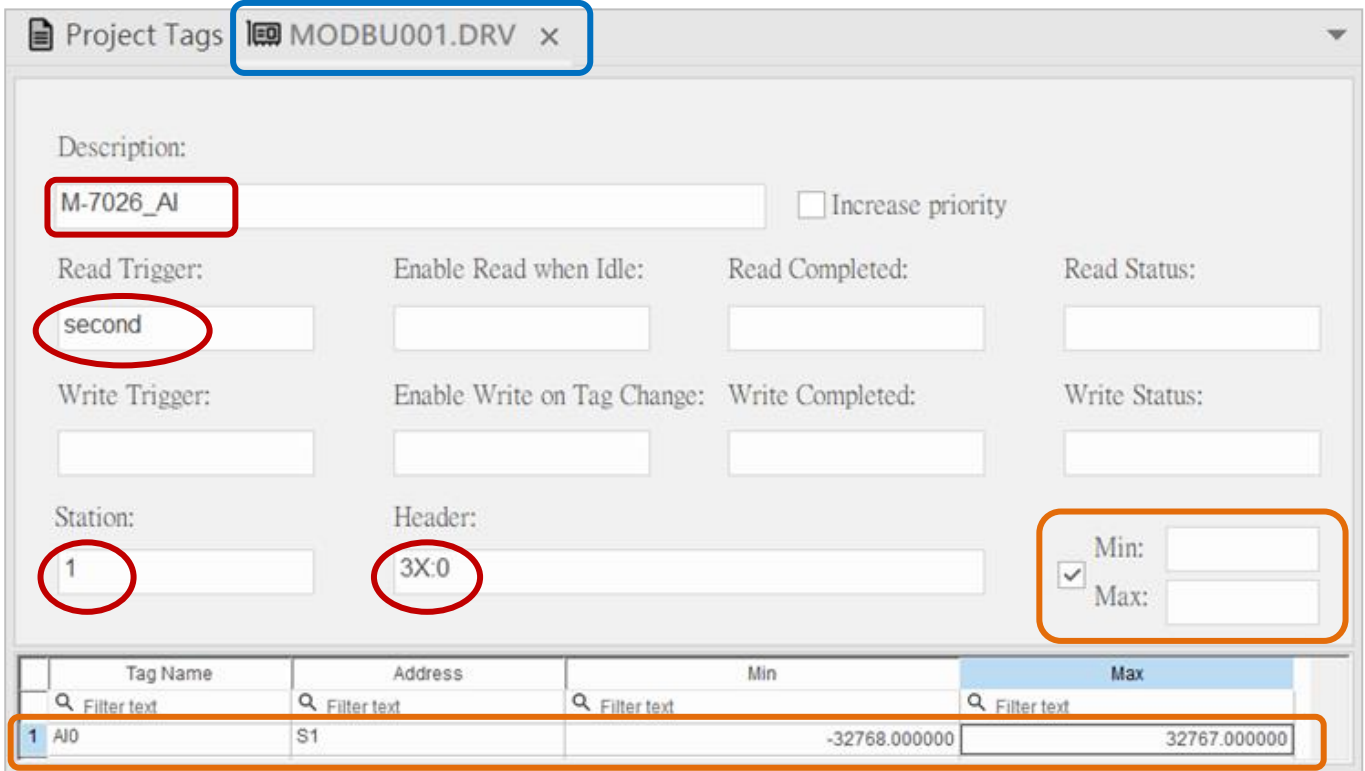 Project Tags MODBU001.DRV ×
Description:
M-7026_AI
Increase priority
Read Trigger: Enable Read when Idle: Read Completed: Read Status:
second
Write Trigger: Enable Write on Tag Change: Write Completed: Write Status:
Station: Header:
1 3X:0
Min:
Max:
Tag Name Address Min Max
Filter text Filter text Filter text Filter text
1 AI0 S1 -32768.000000 32767.000000